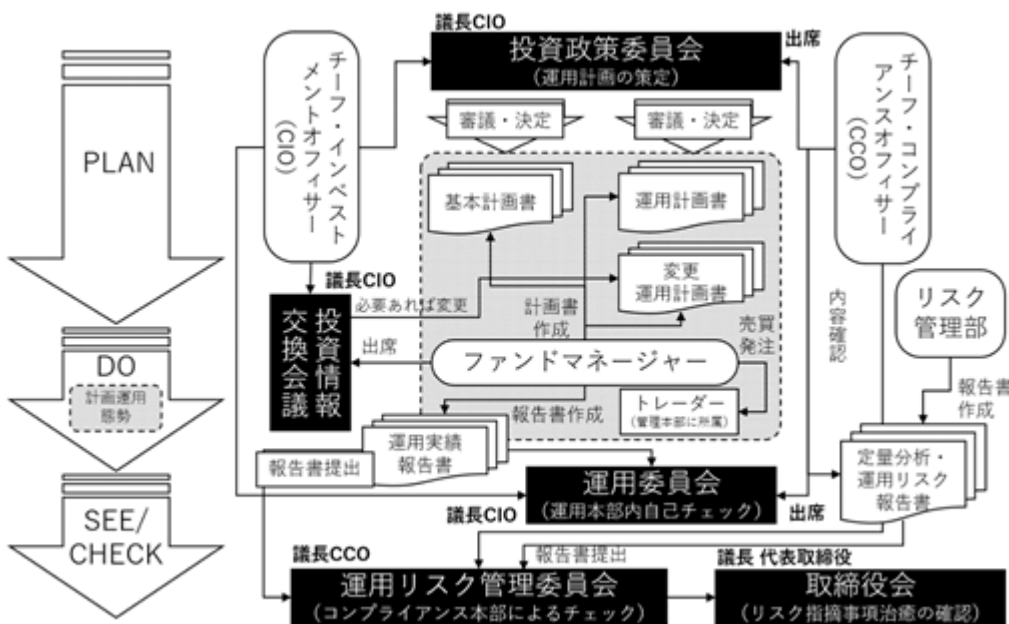 議長CIO
投資政策委員会
(運用計画の策定)
出席
チーフ・インベスト
メントオフィサー
(CIO)
チーフ・コンプライ
アンスオフィサー
(CCO)
PLAN
審議・決定
審議・決定
基本計画書
運用計画書
変更
運用計画書
議長CIO
必要あれば変更
計画書
作成
売買
発注
内容確認
リスク
管理部
投資情報
交換会議
出席
ファンドマネージャー
DO
計画運用
態勢
報告書作成
トレーダー
(管理本部に所属)
報告書
作成
運用実績
報告書
報告書提出
定量分析・
運用リスク
報告書
運用委員会
(運用本部内自己チェック)
議長CIO
出席
SEE/
CHECK
議長CCO
報告書提出
議長 代表取締役
運用リスク管理委員会
(コンプライアンス本部によるチェック)
取締役会
(リスク指摘事項治癒の確認)